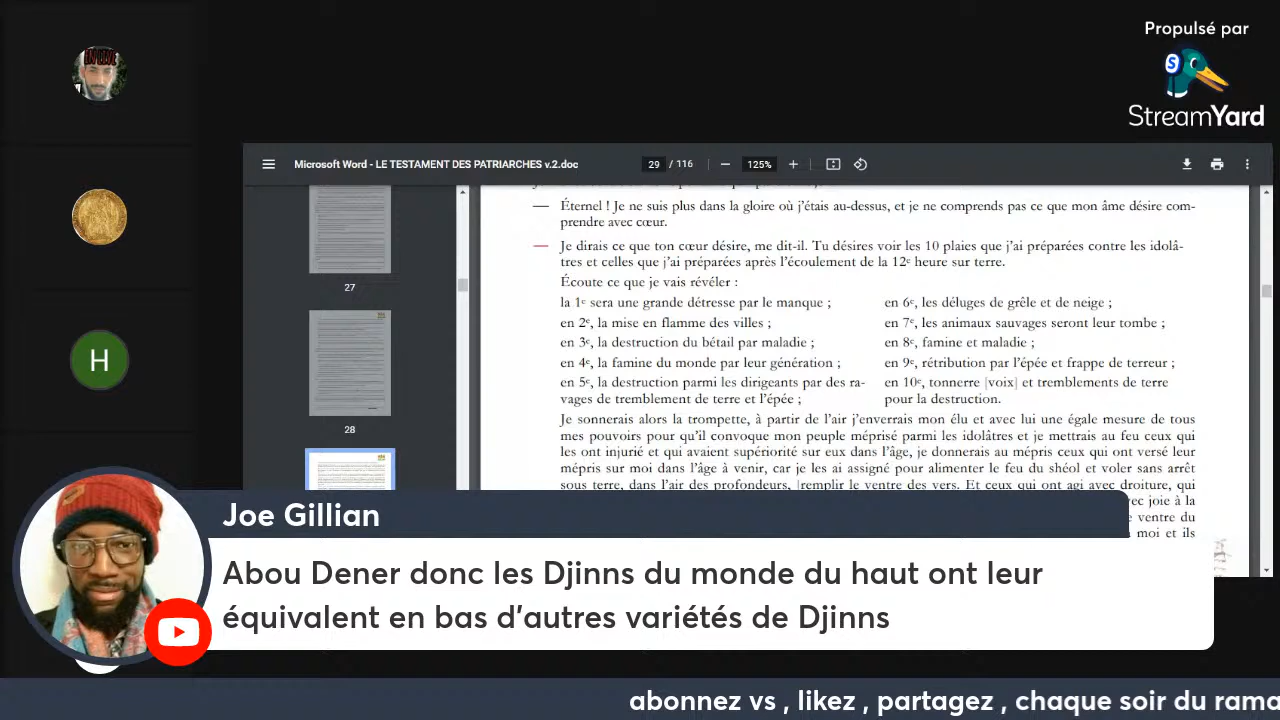 EN LIVE
Propulsé par
S
StreamYard
Microsoft Word - LE TESTAMENT DES PATRIARCHES v.2.doc
29 / 116
125%
27
28
H
— Éternel ! Je ne suis plus dans la gloire où j'étais au-dessus, et je ne comprends pas ce que mon âme désire com-
prendre avec cœur.
— Je dirais ce que ton cœur désire, me dit-il. Tu désires voir les 10 plaies que j'ai préparées contre les idolâ-
tres et celles que j'ai préparées après l'écoulement de la 12e heure sur terre.
Écoute ce que je vais révéler :
la 1e sera une grande détresse par le manque ;
en 2e, la mise en flamme des villes ;
en 3e, la destruction du bétail par maladie ;
en 4e, la famine du monde par leur génération ;
en 5e, la destruction parmi les dirigeants par des ra-
vages de tremblement de terre et l'épée ;
en 6e, les déluges de grêle et de neige ;
en 7e, les animaux sauvages seront leur tombe ;
en 8e, famine et maladie ;
en 9e, rétribution par l'épée et frappe de terreur ;
en 10e, tonnerre [voix] et tremblements de terre
pour la destruction.
Je sonnerais alors la trompette, à partir de l'air j'enverrais mon élu et avec lui une égale mesure de tous
mes pouvoirs pour qu'il convoque mon peuple méprisé parmi les idolâtres et je mettrais au feu ceux qui
les ont injurié et qui avaient supériorité sur eux dans l'âge, je donnerais au mépris ceux qui ont versé leur
mépris sur moi dans l'âge à venir, car je les ai assigné pour alimenter le feu du shéol et voler sans arrêt
sous terre, dans l'air des profondeurs, [remplir le ventre des vers. Et ceux qui ont agi avec droiture, qui
avec joie à la
ventre du
moi et ils
Joe Gillian
Abou Dener donc les Djinns du monde du haut ont leur
équivalent en bas d'autres variétés de Djinns
abonnez vs , likez , partagez , chaque soir du rama